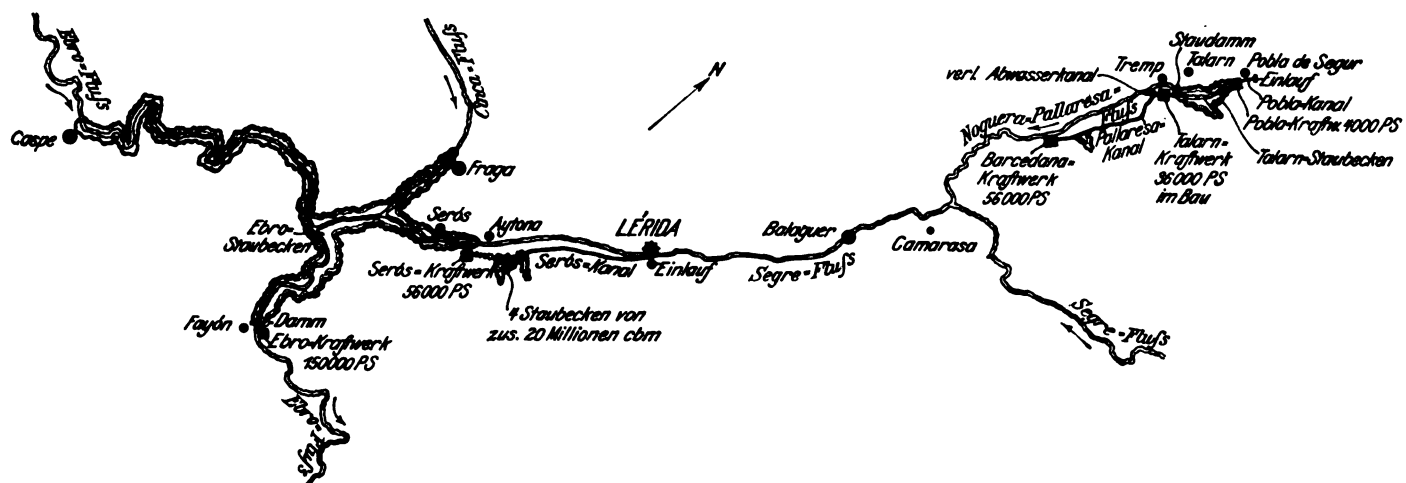 Ebro=Fluſs
Caspe
Cinca=Fluſs
Fraga
Ebro=
Staubecken
Serós
Aytona
Serós=Kraftwerk
56000 PS
Serós=Kanal
4 Staubecken von
zus. 20 Millionen cbm
Fayón
Damm
Ebro-Kraftwerk
150000 PS
Ebro=Fluſs
N
LÉRIDA
Einlauf
Segre=Fluſs
Balaguer
Camarasa
Segre=Fluſs
Noguera=Pallaresa=
Fluſs
Pallaresa=
Kanal
Barcedana=
Kraftwerk
56000 PS
verl. Abwasserkanal
Tremp
Staudamm
Talarn
Talarn=
Kraftwerk
36000 PS
im Bau
Pobla de Segur
Einlauf
Pobla-Kanal
Pobla-Kraftw. 4000 PS
Talarn-Staubecken